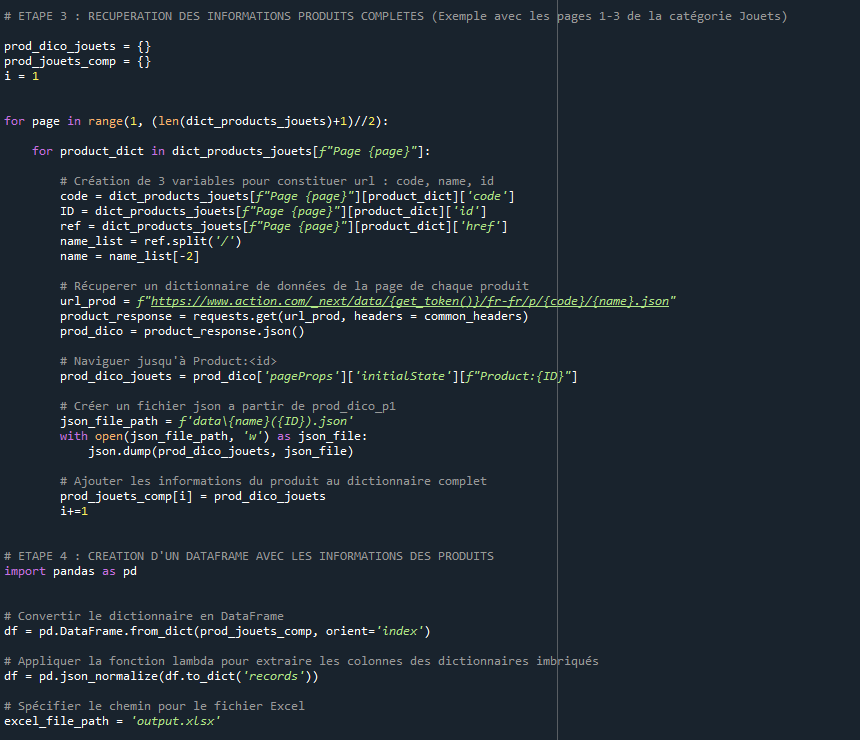 # ETAPE 3 : RECUPERATION DES INFORMATIONS PRODUITS COMPLETES (Exemple avec les pages 1-3 de la catégorie Jouets)
prod_dico_jouets = {}
prod_jouets_comp = {}
i = 1
for page in range(1, (len(dict_products_jouets)+1)//2):
for product_dict in dict_products_jouets[f"Page {page}"]:
# Création de 3 variables pour constituer url : code, name, id
code = dict_products_jouets[f"Page {page}"][product_dict]['code']
ID = dict_products_jouets[f"Page {page}"][product_dict]['id']
ref = dict_products_jouets[f"Page {page}"][product_dict]['href']
name_list = ref.split('/')
name = name_list[-2]
# Récuperer un dictionnaire de données de la page de chaque produit
url_prod = f"https://www.action.com/_next/data/{get_token()}/fr-fr/p/{code}/{name}.json"
product_response = requests.get(url_prod, headers = common_headers)
prod_dico = product_response.json()
# Naviguer jusqu'à Product:<id>
prod_dico_jouets = prod_dico['pageProps']['initialState'][f"Product:{ID}"]
# Créer un fichier json a partir de prod_dico_p1
json_file_path = f'data\{name}({ID}).json'
with open(json_file_path, 'w') as json_file:
json.dump(prod_dico_jouets, json_file)
# Ajouter les informations du produit au dictionnaire complet
prod_jouets_comp[i] = prod_dico_jouets
i+=1
# ETAPE 4 : CREATION D'UN DATAFRAME AVEC LES INFORMATIONS DES PRODUITS
import pandas as pd
# Convertir le dictionnaire en DataFrame
df = pd.DataFrame.from_dict(prod_jouets_comp, orient='index')
# Appliquer la fonction lambda pour extraire les colonnes des dictionnaires imbriqués
df = pd.json_normalize(df.to_dict('records'))
# Spécifier le chemin pour le fichier Excel
excel_file_path = 'output.xlsx'